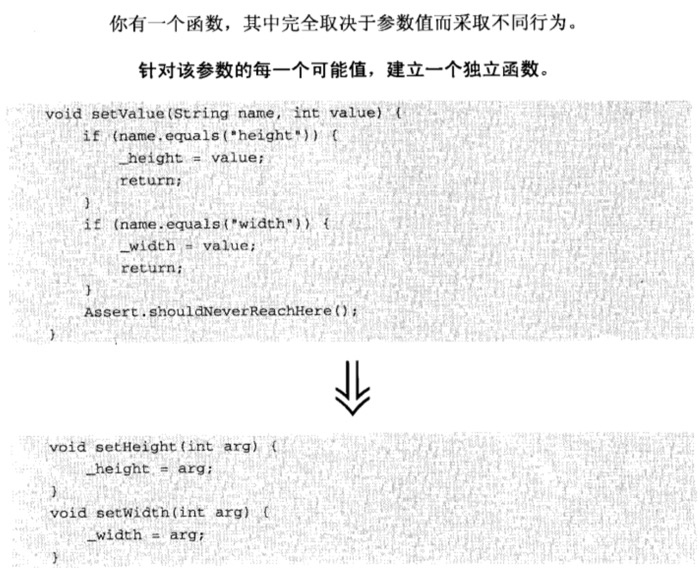 你有一个函数，其中完全取决于参数值而采取不同行为。
针对该参数的每一个可能值，建立一个独立函数。
void setValue(String name, int value) {
    if (name.equals("height")) {
        _height = value;
        return;
    }
    if (name.equals("width")) {
        _width = value;
        return;
    }
    Assert.shouldNeverReachHere();
}
void setHeight(int arg) {
    _height = arg;
}
void setWidth(int arg) {
    _width = arg;
}